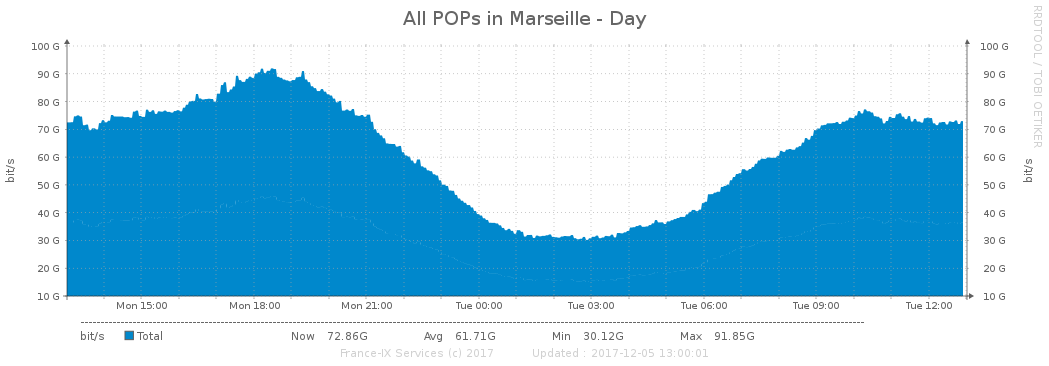 All POPs in Marseille - Day
RRDTOOL / TOBI OETIKER
100 G 100 G
90 G 90 G
80 G 80 G
70 G 70 G
60 G 60 G
50 G 50 G
40 G 40 G
30 G 30 G
20 G 20 G
10 G 10 G
bit/s
bit/s
Mon 15:00 Mon 18:00 Mon 21:00 Tue 00:00 Tue 03:00 Tue 06:00 Tue 09:00 Tue 12:00
bit/s Total Now 72.86G Avg 61.71G Min 30.12G Max 91.85G
France-IX Services (c) 2017 Updated : 2017-12-05 13:00:01